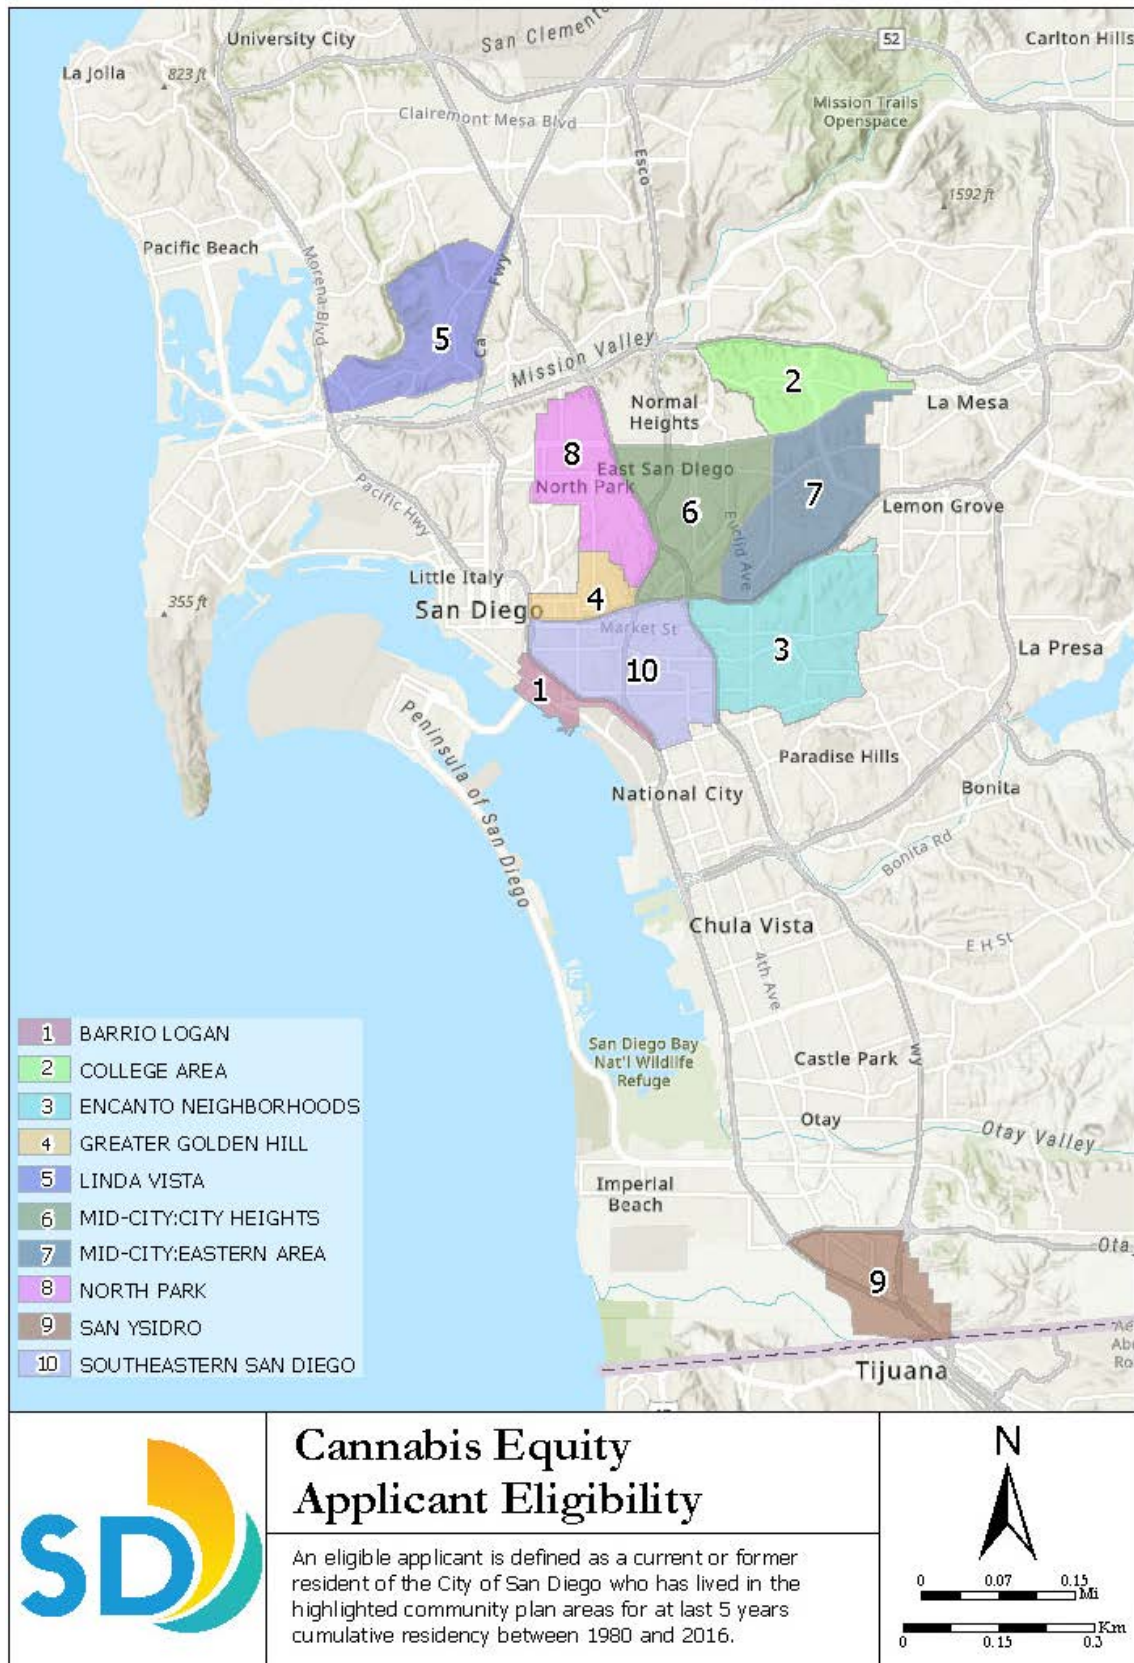 University City
San Clemente
52
Carlton Hills
La Jolla
823 ft
Mission Trails
Openspace
Clairemont Mesa Blvd
Esco
1592 ft
Pacific Beach
Morena Blvd
Fwy
Ca
5
Mission Valley
2
Normal
Heights
La Mesa
8
East San Diego
North Park
6
7
Euclid Ave
Lemon Grove
Pacific Hwy
Little Italy
San Diego
4
355 ft
Market St
3
La Presa
10
1
Peninsula of San Diego
Paradise Hills
National City
Bonita
Bonita Rd
Chula Vista
4th Ave
E H St
San Diego Bay
Nat'l Wildlife
Refuge
Castle Park
wy
Otay
Otay Valley
Imperial
Beach
Ota
9
Ae
Ab
Ro
Tijuana
1 BARRIO LOGAN
2 COLLEGE AREA
3 ENCANTO NEIGHBORHOODS
4 GREATER GOLDEN HILL
5 LINDA VISTA
6 MID-CITY:CITY HEIGHTS
7 MID-CITY:EASTERN AREA
8 NORTH PARK
9 SAN YSIDRO
10 SOUTHEASTERN SAN DIEGO
SD
Cannabis Equity
Applicant Eligibility
An eligible applicant is defined as a current or former
resident of the City of San Diego who has lived in the
highlighted community plan areas for at last 5 years
cumulative residency between 1980 and 2016.
N
0 0.07 0.15
Mi
Km
0 0.15 0.3